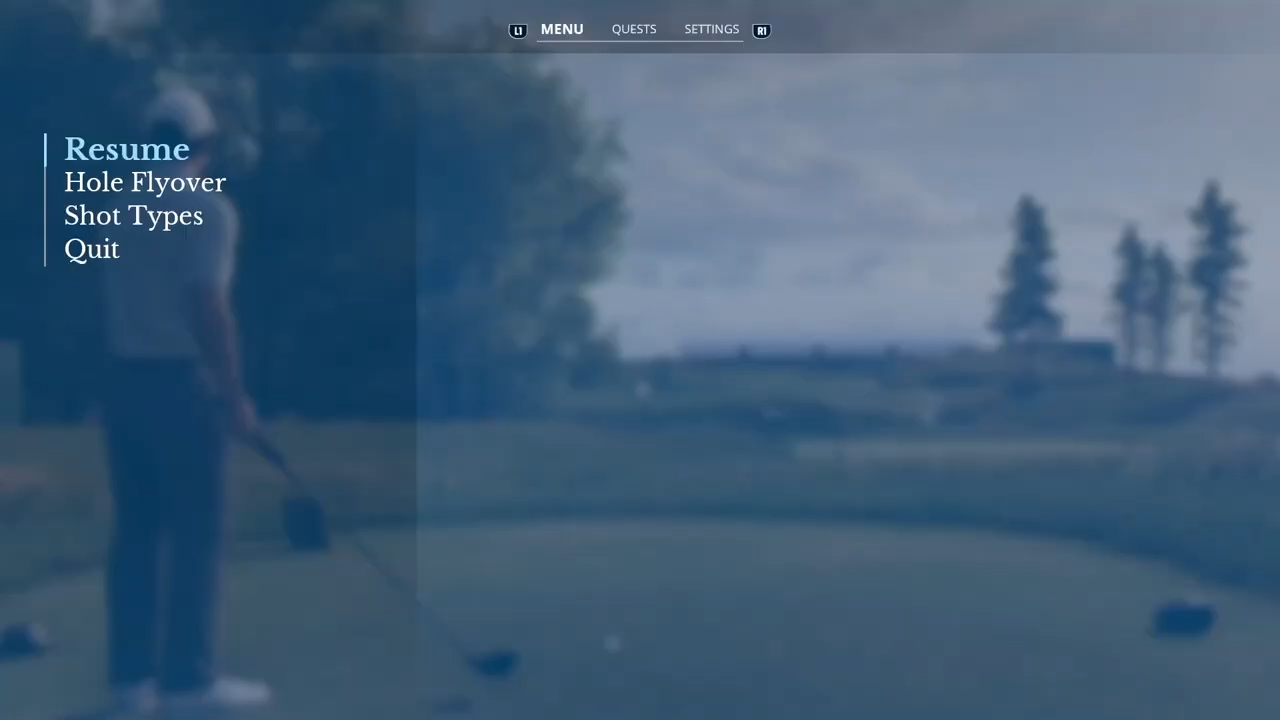 L1 MENU QUESTS SETTINGS R1
Resume
Hole Flyover
Shot Types
Quit